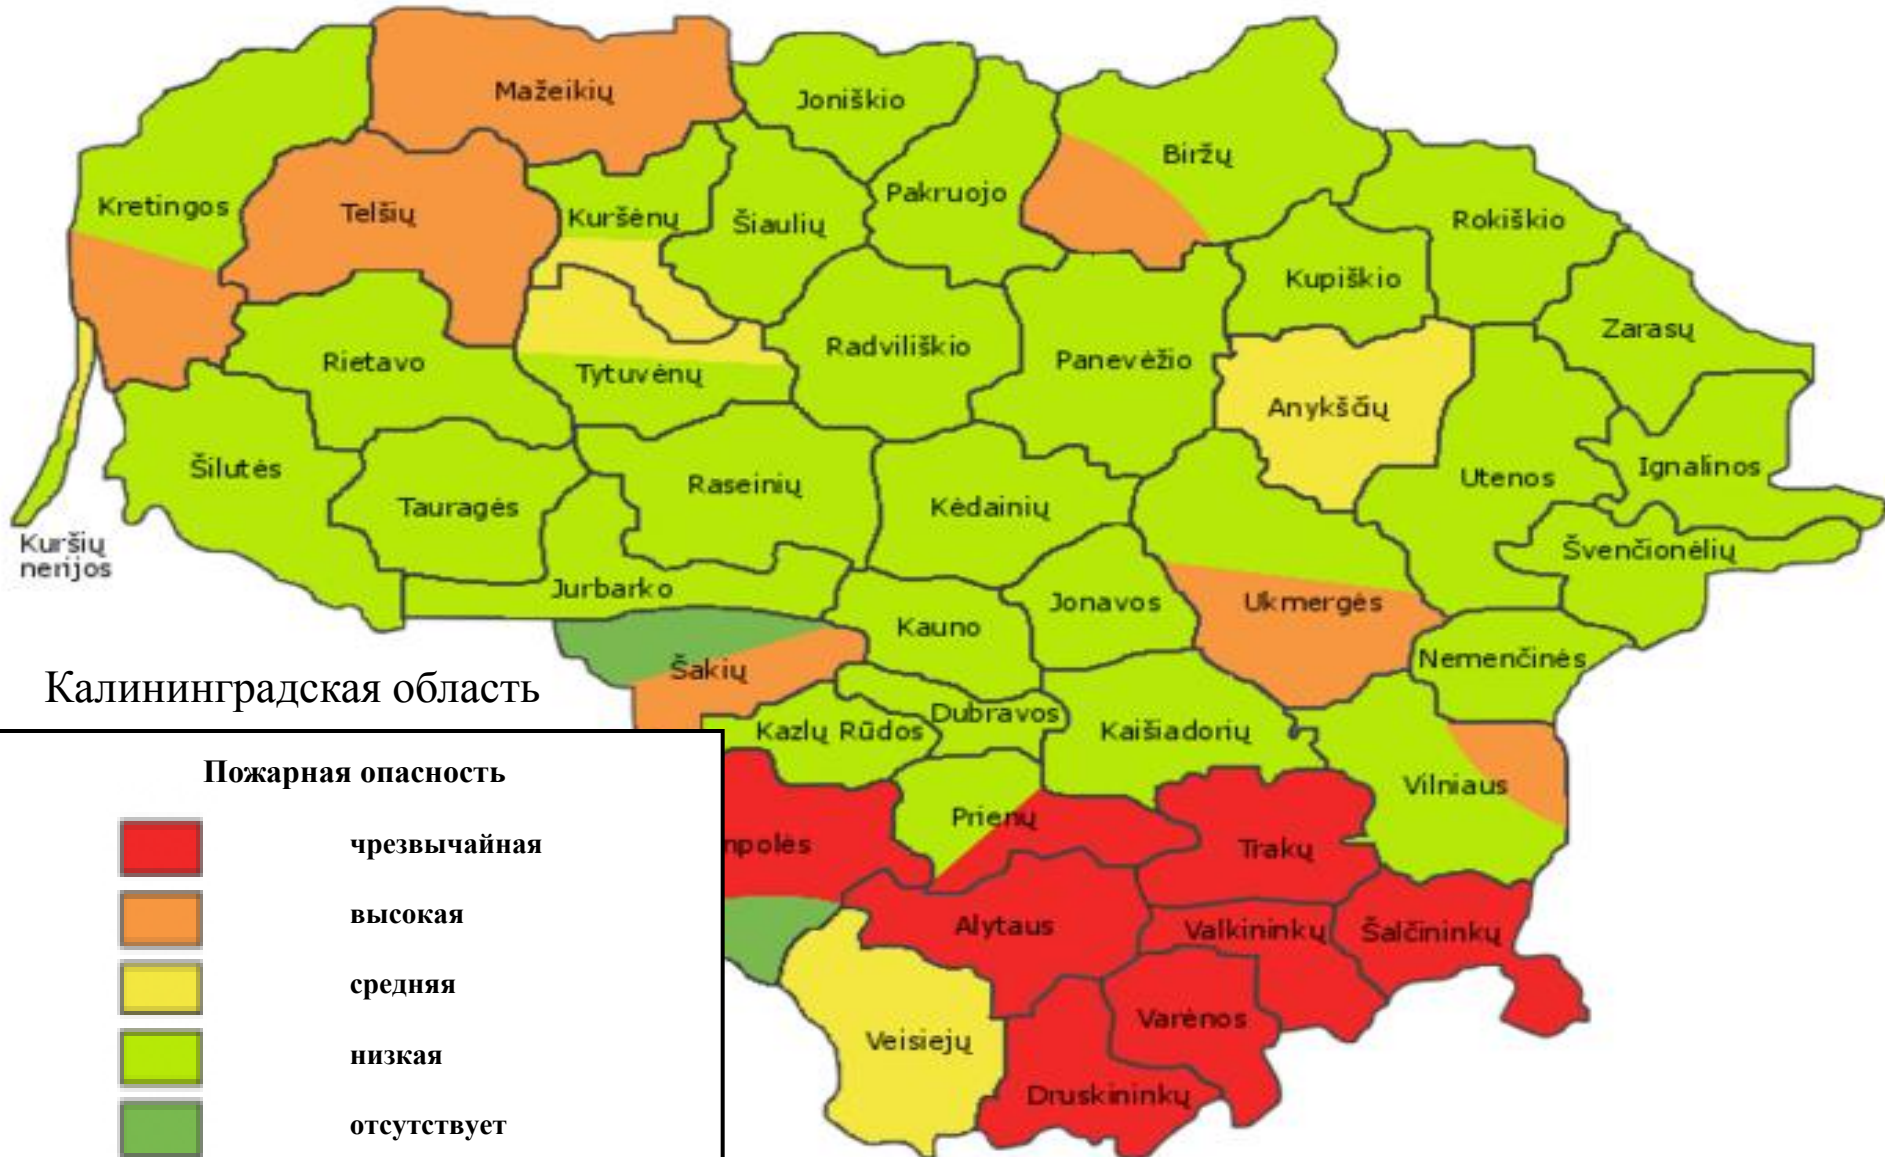 Mažeikių
Joniškio
Biržų
Kretingos
Telšių
Kuršėnų
Šiaulių
Pakruojo
Rokiškio
Kupiškio
Zarasų
Rietavo
Tytuvėnų
Radviliškio
Panevėžio
Anykščių
Šilutės
Tauragės
Raseinių
Kėdainių
Utenos
Ignalinos
Kuršių
nerijos
Švenčionėlių
Jurbarko
Kauno
Jonavos
Ukmergės
Nemenčinės
Šakių
Калининградская область
Kazlų Rūdos
Dubravos
Kaišiadorių
Vilniaus
Prienų
npolės
Trakų
Alytaus
Valkininkų
Šalčininkų
Varėnos
Veisiejų
Druskininkų
Пожарная опасность
чрезвычайная
высокая
средняя
низкая
отсутствует